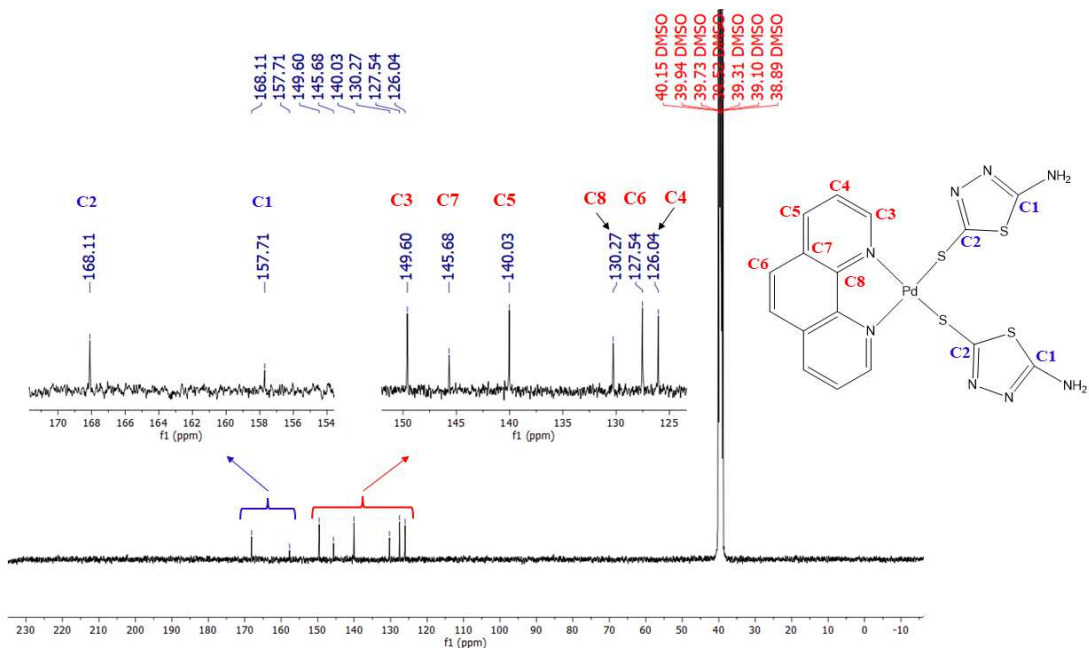 168.11
157.71
149.60
145.68
140.03
130.27
127.54
126.04
40.15 DMSO
39.94 DMSO
39.73 DMSO
39.52 DMSO
39.31 DMSO
39.10 DMSO
38.89 DMSO
C2 C1 C3 C7 C5 C8 C6 C4
168.11
157.71
149.60
145.68
140.03
130.27
127.54
126.04
170 168 166 164 162 160 158 156 154
f1 (ppm)
150 145 140 135 130 125
f1 (ppm)
N N NH2
C4
C5 C3 C1
S
C2
C7 N S
C6
C8
Pd
N S S
C2 C1
N N NH2
230 220 210 200 190 180 170 160 150 140 130 120 110 100 90 80 70 60 50 40 30 20 10 0 -10
f1 (ppm)